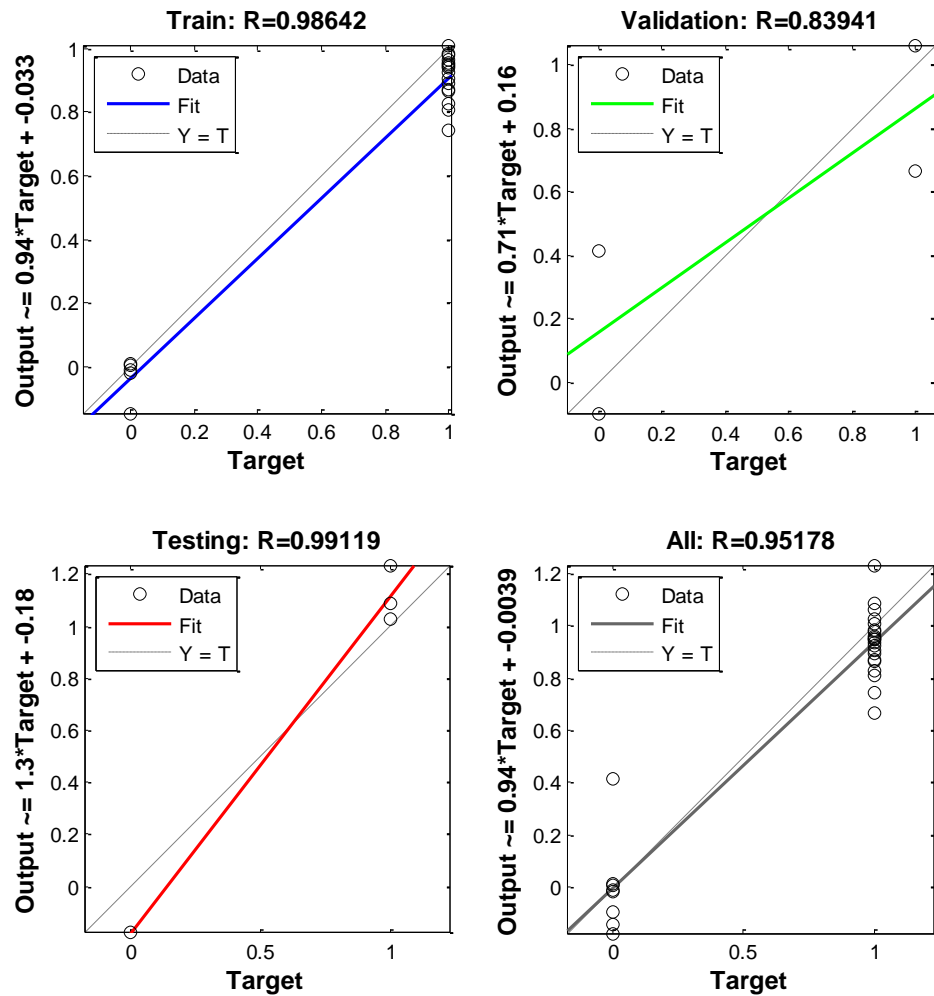 Train: R=0.98642
Output ~= 0.94*Target + -0.033
1
0.8
0.6
0.4
0.2
0
Data
Fit
Y = T
0 0.2 0.4 0.6 0.8 1
Target
Validation: R=0.83941
Output ~= 0.71*Target + 0.16
1
0.8
0.6
0.4
0.2
0
Data
Fit
Y = T
0 0.2 0.4 0.6 0.8 1
Target
Testing: R=0.99119
Output ~= 1.3*Target + -0.18
1.2
1
0.8
0.6
0.4
0.2
0
Data
Fit
Y = T
0 0.5 1
Target
All: R=0.95178
Output ~= 0.94*Target + -0.0039
1.2
1
0.8
0.6
0.4
0.2
0
Data
Fit
Y = T
0 0.5 1
Target